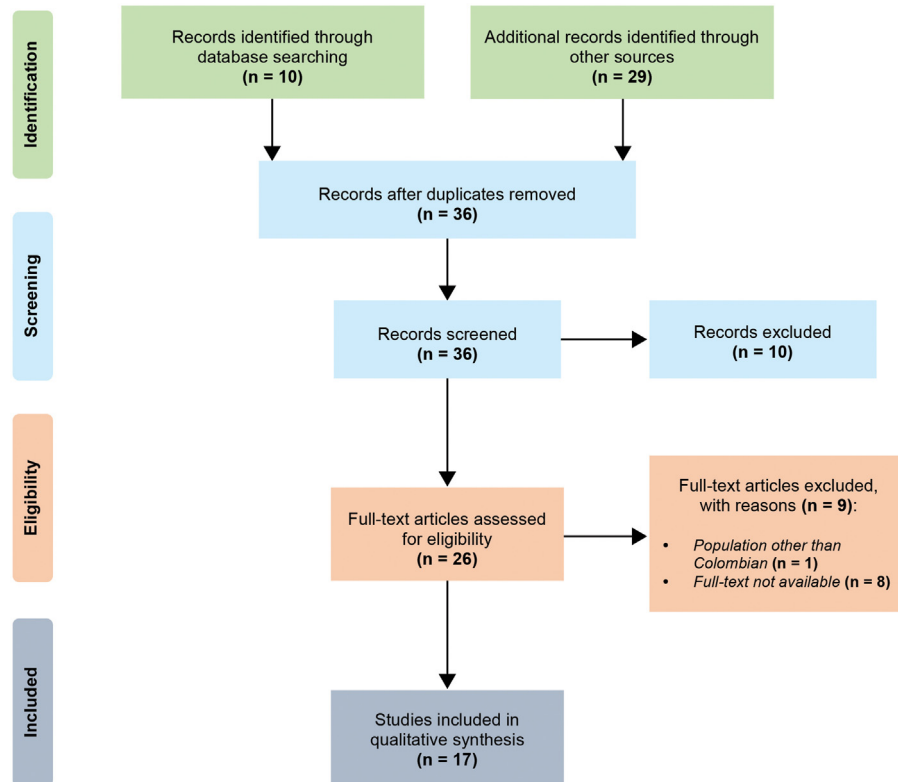 Identification
Records identified through
database searching
(n = 10)
Additional records identified through
other sources
(n = 29)
Records after duplicates removed
(n = 36)
Screening
Records screened
(n = 36)
Records excluded
(n = 10)
Eligibility
Full-text articles assessed
for eligibility
(n = 26)
Full-text articles excluded,
with reasons (n = 9):
• Population other than
Colombian (n = 1)
• Full-text not available (n = 8)
Included
Studies included in
qualitative synthesis
(n = 17)